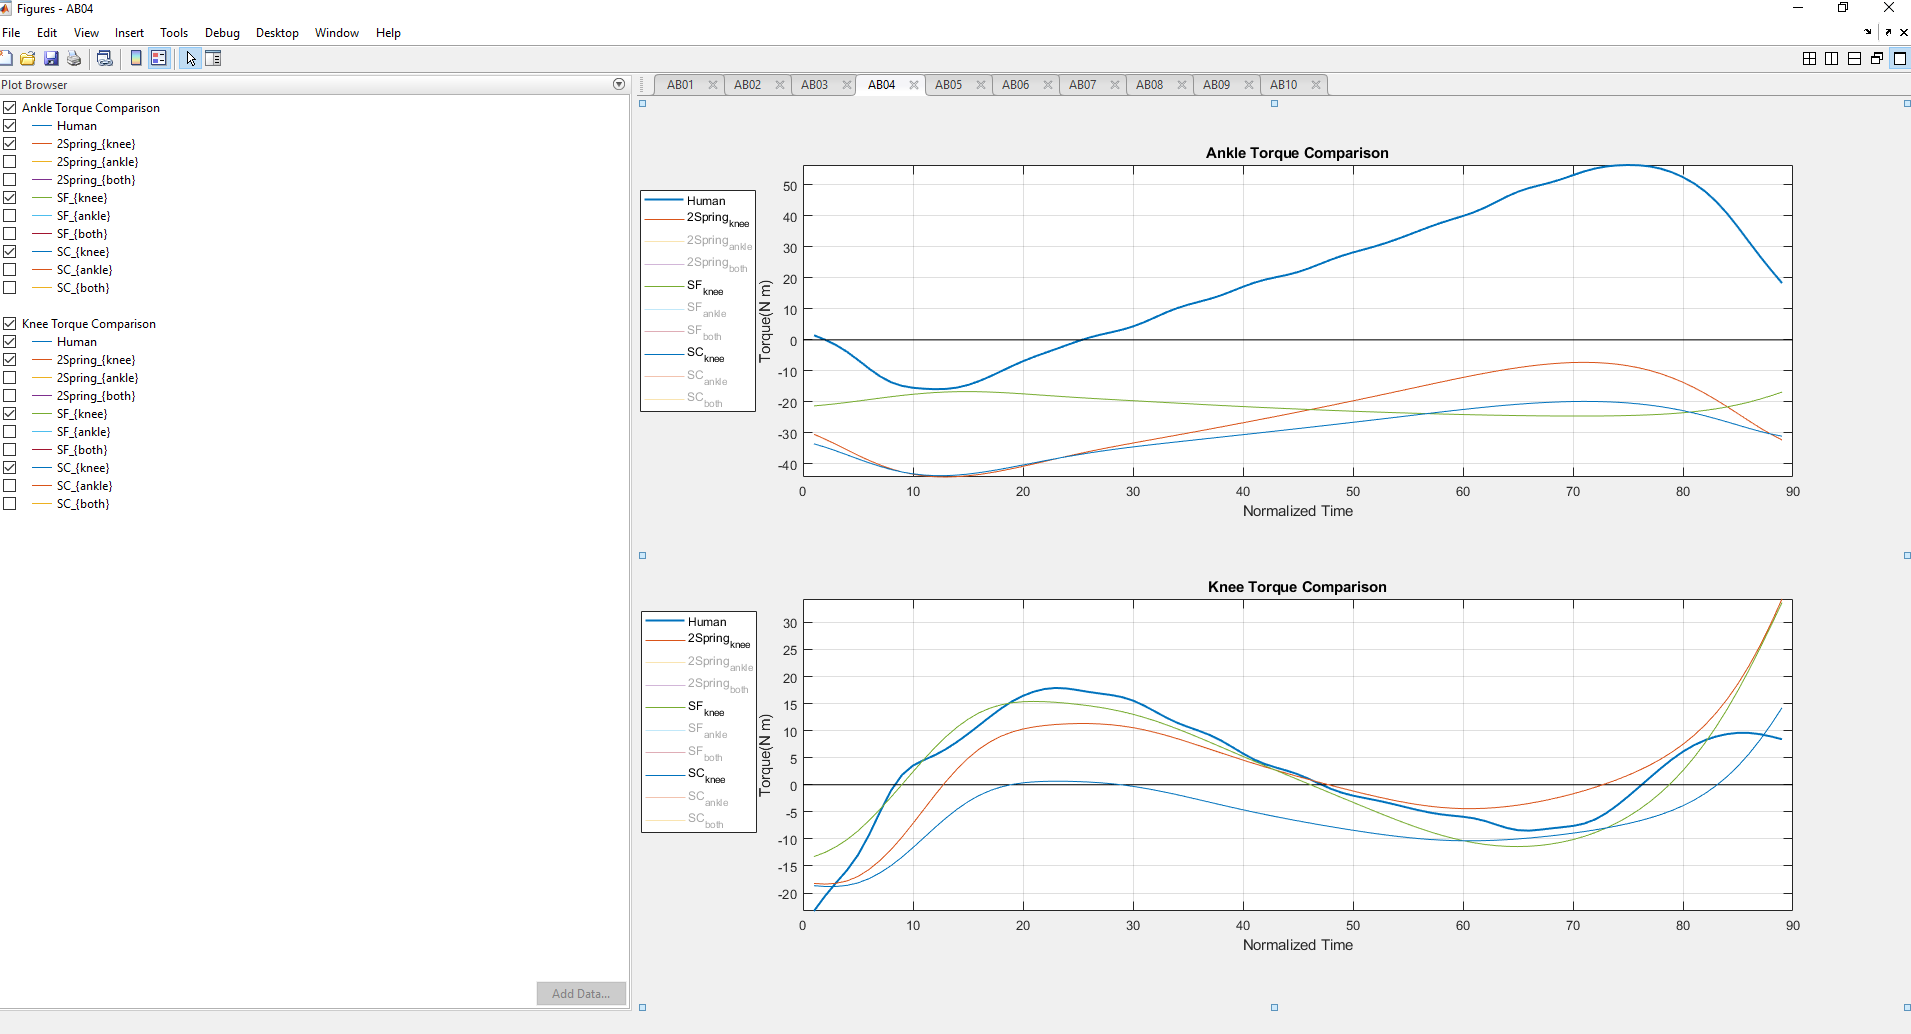 Figures - AB04
File Edit View Insert Tools Debug Desktop Window Help
Plot Browser
Ankle Torque Comparison
Human
2Spring_{knee}
2Spring_{ankle}
2Spring_{both}
SF_{knee}
SF_{ankle}
SF_{both}
SC_{knee}
SC_{ankle}
SC_{both}
Knee Torque Comparison
Human
2Spring_{knee}
2Spring_{ankle}
2Spring_{both}
SF_{knee}
SF_{ankle}
SF_{both}
SC_{knee}
SC_{ankle}
SC_{both}
Add Data...
AB01 AB02 AB03 AB04 AB05 AB06 AB07 AB08 AB09 AB10
Ankle Torque Comparison
Human
2Spring knee
2Spring ankle
2Spring both
SF knee
SF ankle
SF both
SC knee
SC ankle
SC both
Torque(N m)
50
40
30
20
10
0
-10
-20
-30
-40
0 10 20 30 40 50 60 70 80 90
Normalized Time
Knee Torque Comparison
Human
2Spring knee
2Spring ankle
2Spring both
SF knee
SF ankle
SF both
SC knee
SC ankle
SC both
Torque(N m)
30
25
20
15
10
5
0
-5
-10
-15
-20
0 10 20 30 40 50 60 70 80 90
Normalized Time